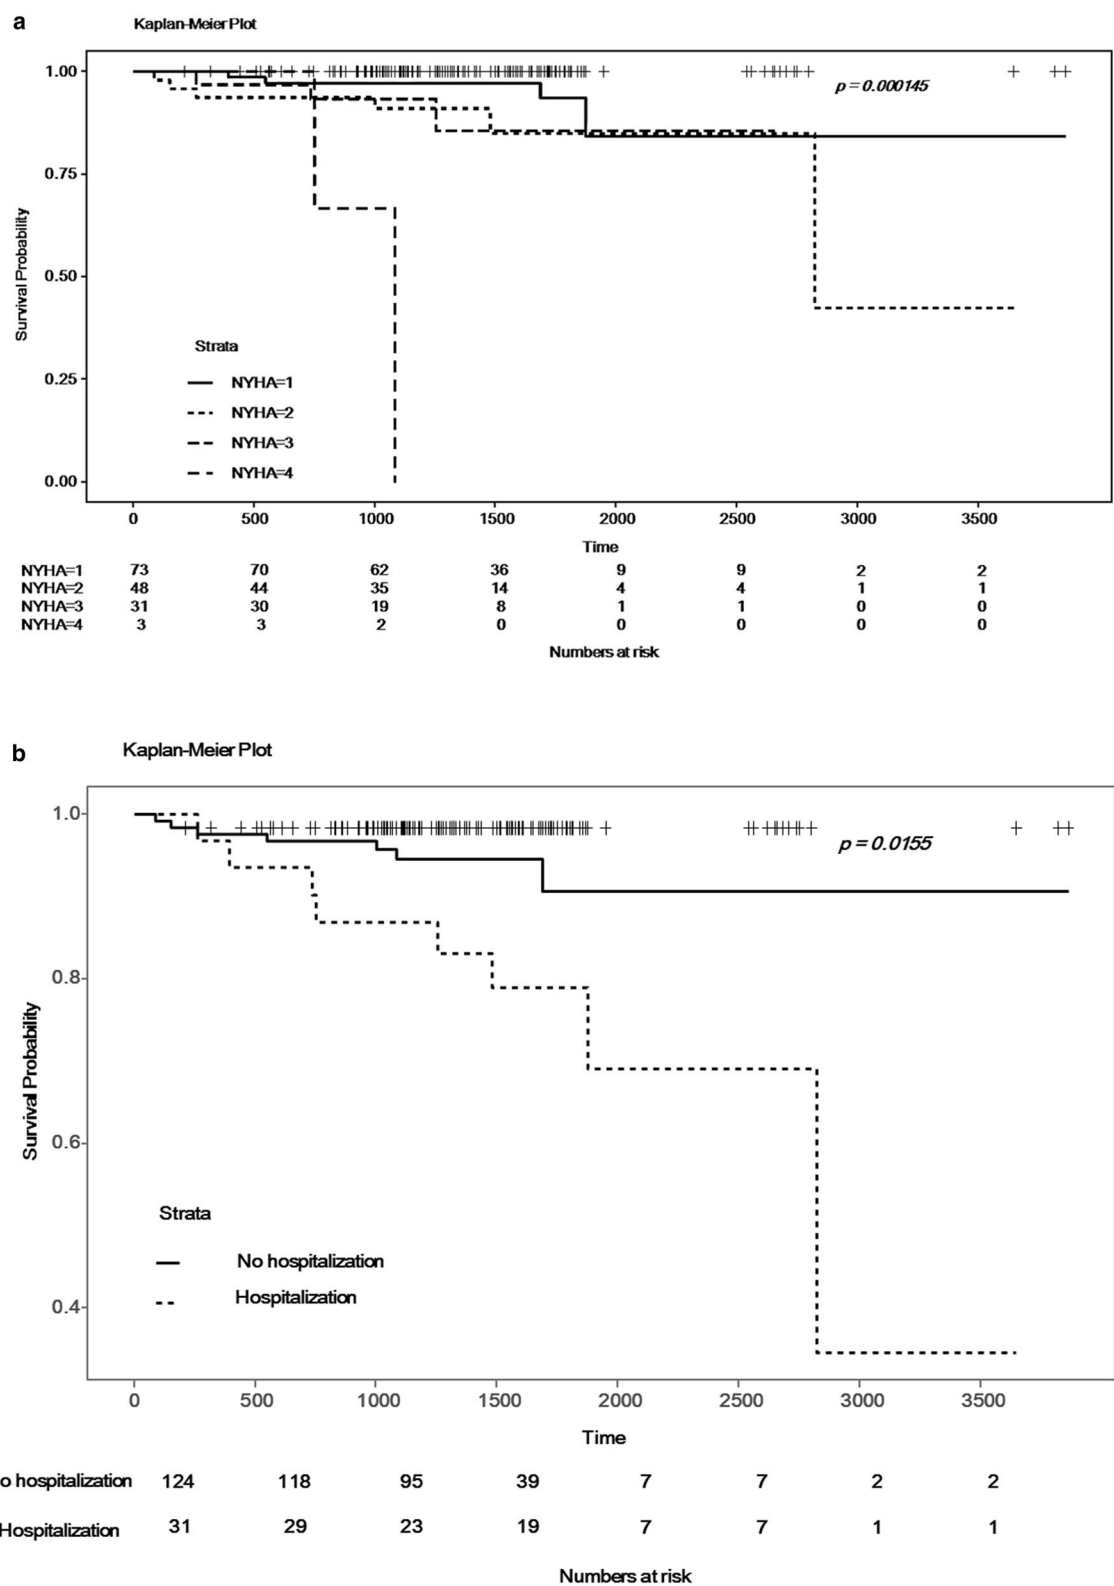 a
Kaplan-Meier Plot
1.00
p = 0.000145
0.75
Survival Probability
0.50
Strata
0.25
NYHA=1
NYHA=2
NYHA=3
NYHA=4
0.00
0 500 1000 1500 2000 2500 3000 3500
Time
NYHA=1 73 70 62 36 9 9 2 2
NYHA=2 48 44 35 14 4 4 1 1
NYHA=3 31 30 19 8 1 1 0 0
NYHA=4 3 3 2 0 0 0 0 0
Numbers at risk
b
Kaplan-Meier Plot
1.0
p = 0.0155
0.8
Survival Probability
0.6
Strata
No hospitalization
Hospitalization
0.4
0 500 1000 1500 2000 2500 3000 3500
Time
o hospitalization 124 118 95 39 7 7 2 2
Hospitalization 31 29 23 19 7 7 1 1
Numbers at risk